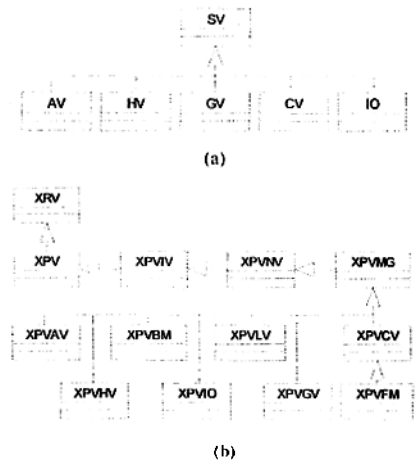 SV
AV HV GV CV IO
(a)
XRV
XPV XPVIV XPVNV XPVMG
XPVAV XPVBM XPVLV XPVCV
XPVHV XPVIO XPVGV XPVFM
(b)